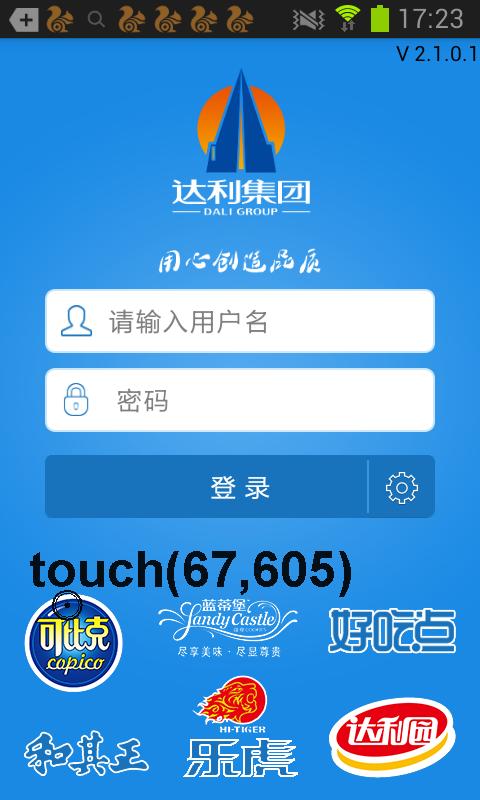 17:23
V 2.1.0.1
达利集团
DALI GROUP
用心创造品质
请输入用户名
密码
登录
touch(67,605)
可比克
copico
蓝蒂堡
Landy Castle
尽享美味·尽显尊贵
好吃点
HI-TIGER
和其正
乐虎
达利园